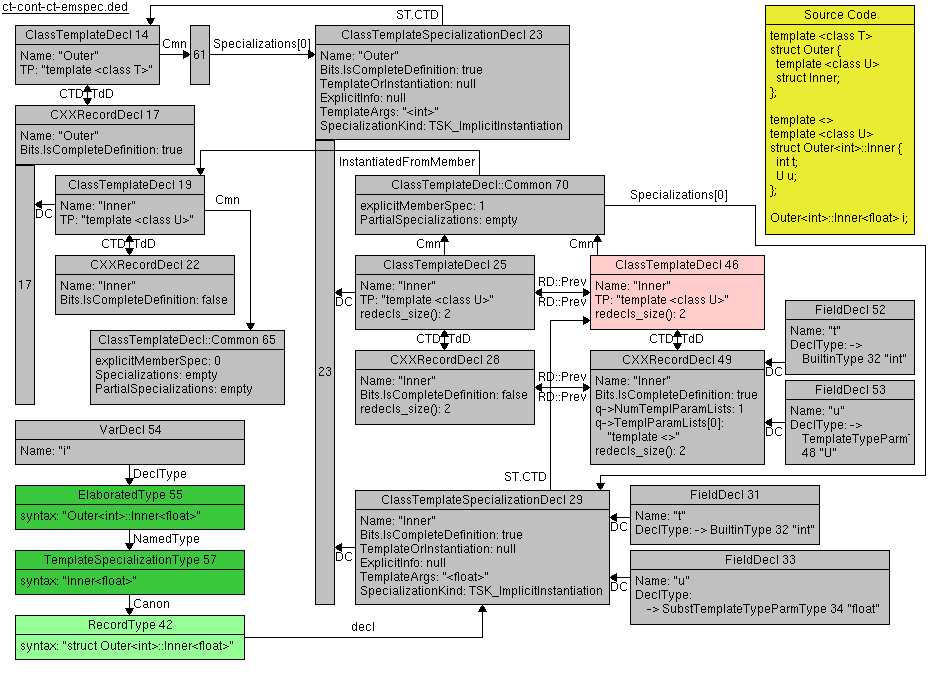 ct-cont-ct-emspec.ded
ST.CTD
ClassTemplateDecl 14
Name: "Outer"
TP: "template <class T>"
Cmn
61
Specializations[0]
ClassTemplateSpecializationDecl 23
Name: "Outer"
Bits.IsCompleteDefinition: true
TemplateOrInstantiation: null
ExplicitInfo: null
TemplateArgs: "<int>"
SpecializationKind: TSK_ImplicitInstantiation
Source Code
template <class T>
struct Outer {
template <class U>
struct Inner;
};
template <>
template <class U>
struct Outer<int>::Inner {
int t;
U u;
};
Outer<int>::Inner<float> i;
CTD TdD
CXXRecordDecl 17
Name: "Outer"
Bits.IsCompleteDefinition: true
17
DC
ClassTemplateDecl 19
Name: "Inner"
TP: "template <class U>"
Cmn
CTD TdD
CXXRecordDecl 22
Name: "Inner"
Bits.IsCompleteDefinition: false
ClassTemplateDecl::Common 65
explicitMemberSpec: 0
Specializations: empty
PartialSpecializations: empty
23
InstantiatedFromMember
ClassTemplateDecl::Common 70
explicitMemberSpec: 1
PartialSpecializations: empty
Specializations[0]
Cmn
Cmn
DC
ClassTemplateDecl 25
Name: "Inner"
TP: "template <class U>"
redecls_size(): 2
RD::Prev
RD::Prev
ClassTemplateDecl 46
Name: "Inner"
TP: "template <class U>"
redecls_size(): 2
CTD TdD
CTD TdD
CXXRecordDecl 28
Name: "Inner"
Bits.IsCompleteDefinition: false
redecls_size(): 2
RD::Prev
RD::Prev
CXXRecordDecl 49
Name: "Inner"
Bits.IsCompleteDefinition: true
q->NumTemplParamLists: 1
q->TemplParamLists[0]:
"template <>"
redecls_size(): 2
DC
FieldDecl 52
Name: "t"
DeclType: ->
BuiltinType 32 "int"
DC
FieldDecl 53
Name: "u"
DeclType: ->
TemplateTypeParm
48 "U"
VarDecl 54
Name: "i"
DeclType
ElaboratedType 55
syntax: "Outer<int>::Inner<float>"
NamedType
TemplateSpecializationType 57
syntax: "Inner<float>"
Canon
RecordType 42
syntax: "struct Outer<int>::Inner<float>"
decl
ST.CTD
DC
ClassTemplateSpecializationDecl 29
Name: "Inner"
Bits.IsCompleteDefinition: true
TemplateOrInstantiation: null
ExplicitInfo: null
TemplateArgs: "<float>"
SpecializationKind: TSK_ImplicitInstantiation
DC
FieldDecl 31
Name: "t"
DeclType: -> BuiltinType 32 "int"
DC
FieldDecl 33
Name: "u"
DeclType:
-> SubstTemplateTypeParmType 34 "float"